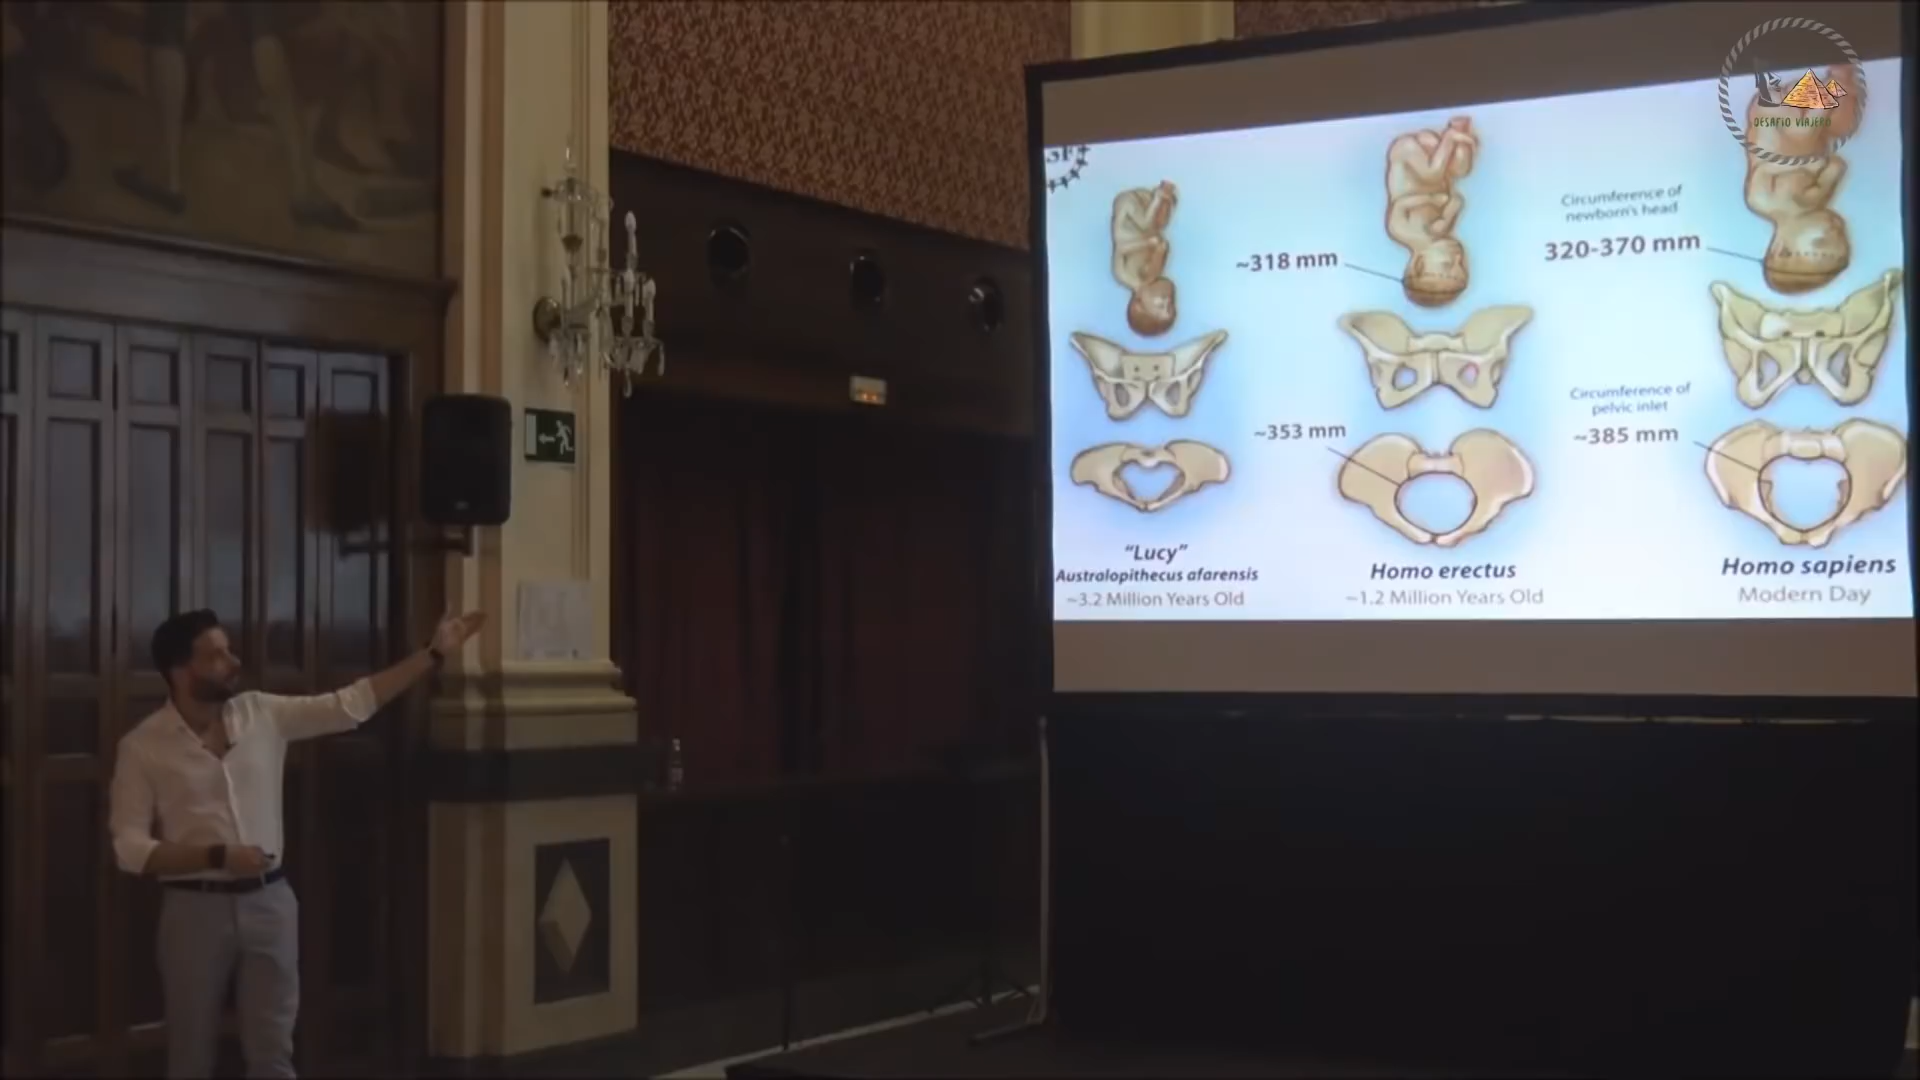 DESAFÍO VIAJERO
Circumference of
newborn's head
~318 mm
320-370 mm
Circumference of
pelvic inlet
~353 mm
~385 mm
"Lucy"
Australopithecus afarensis
~3.2 Million Years Old
Homo erectus
~1.2 Million Years Old
Homo sapiens
Modern Day